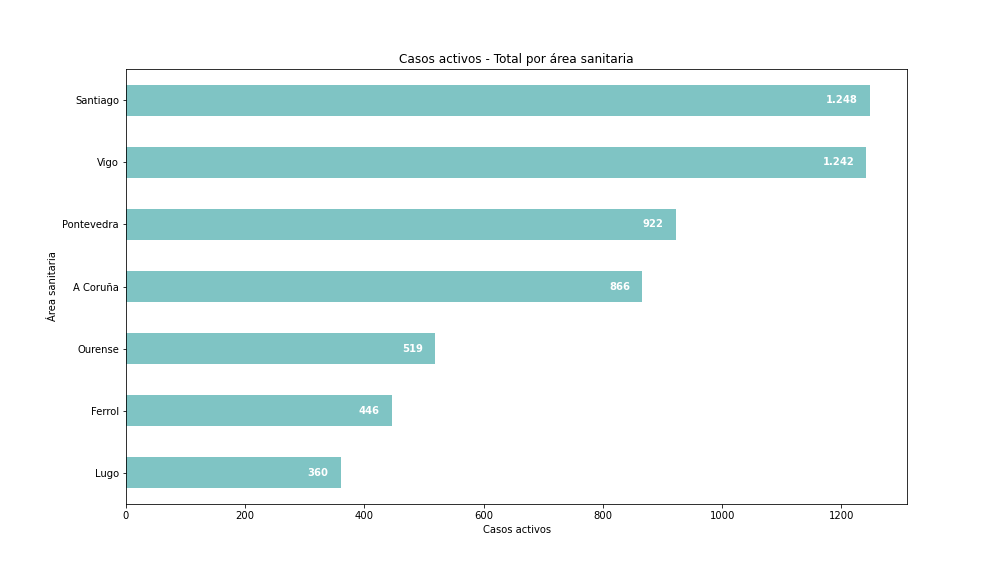 Casos activos - Total por área sanitaria
Santiago
1.248
Vigo
1.242
Pontevedra
922
A Coruña
866
Ourense
519
Ferrol
446
Lugo
360
Área sanitaria
0 200 400 600 800 1000 1200
Casos activos